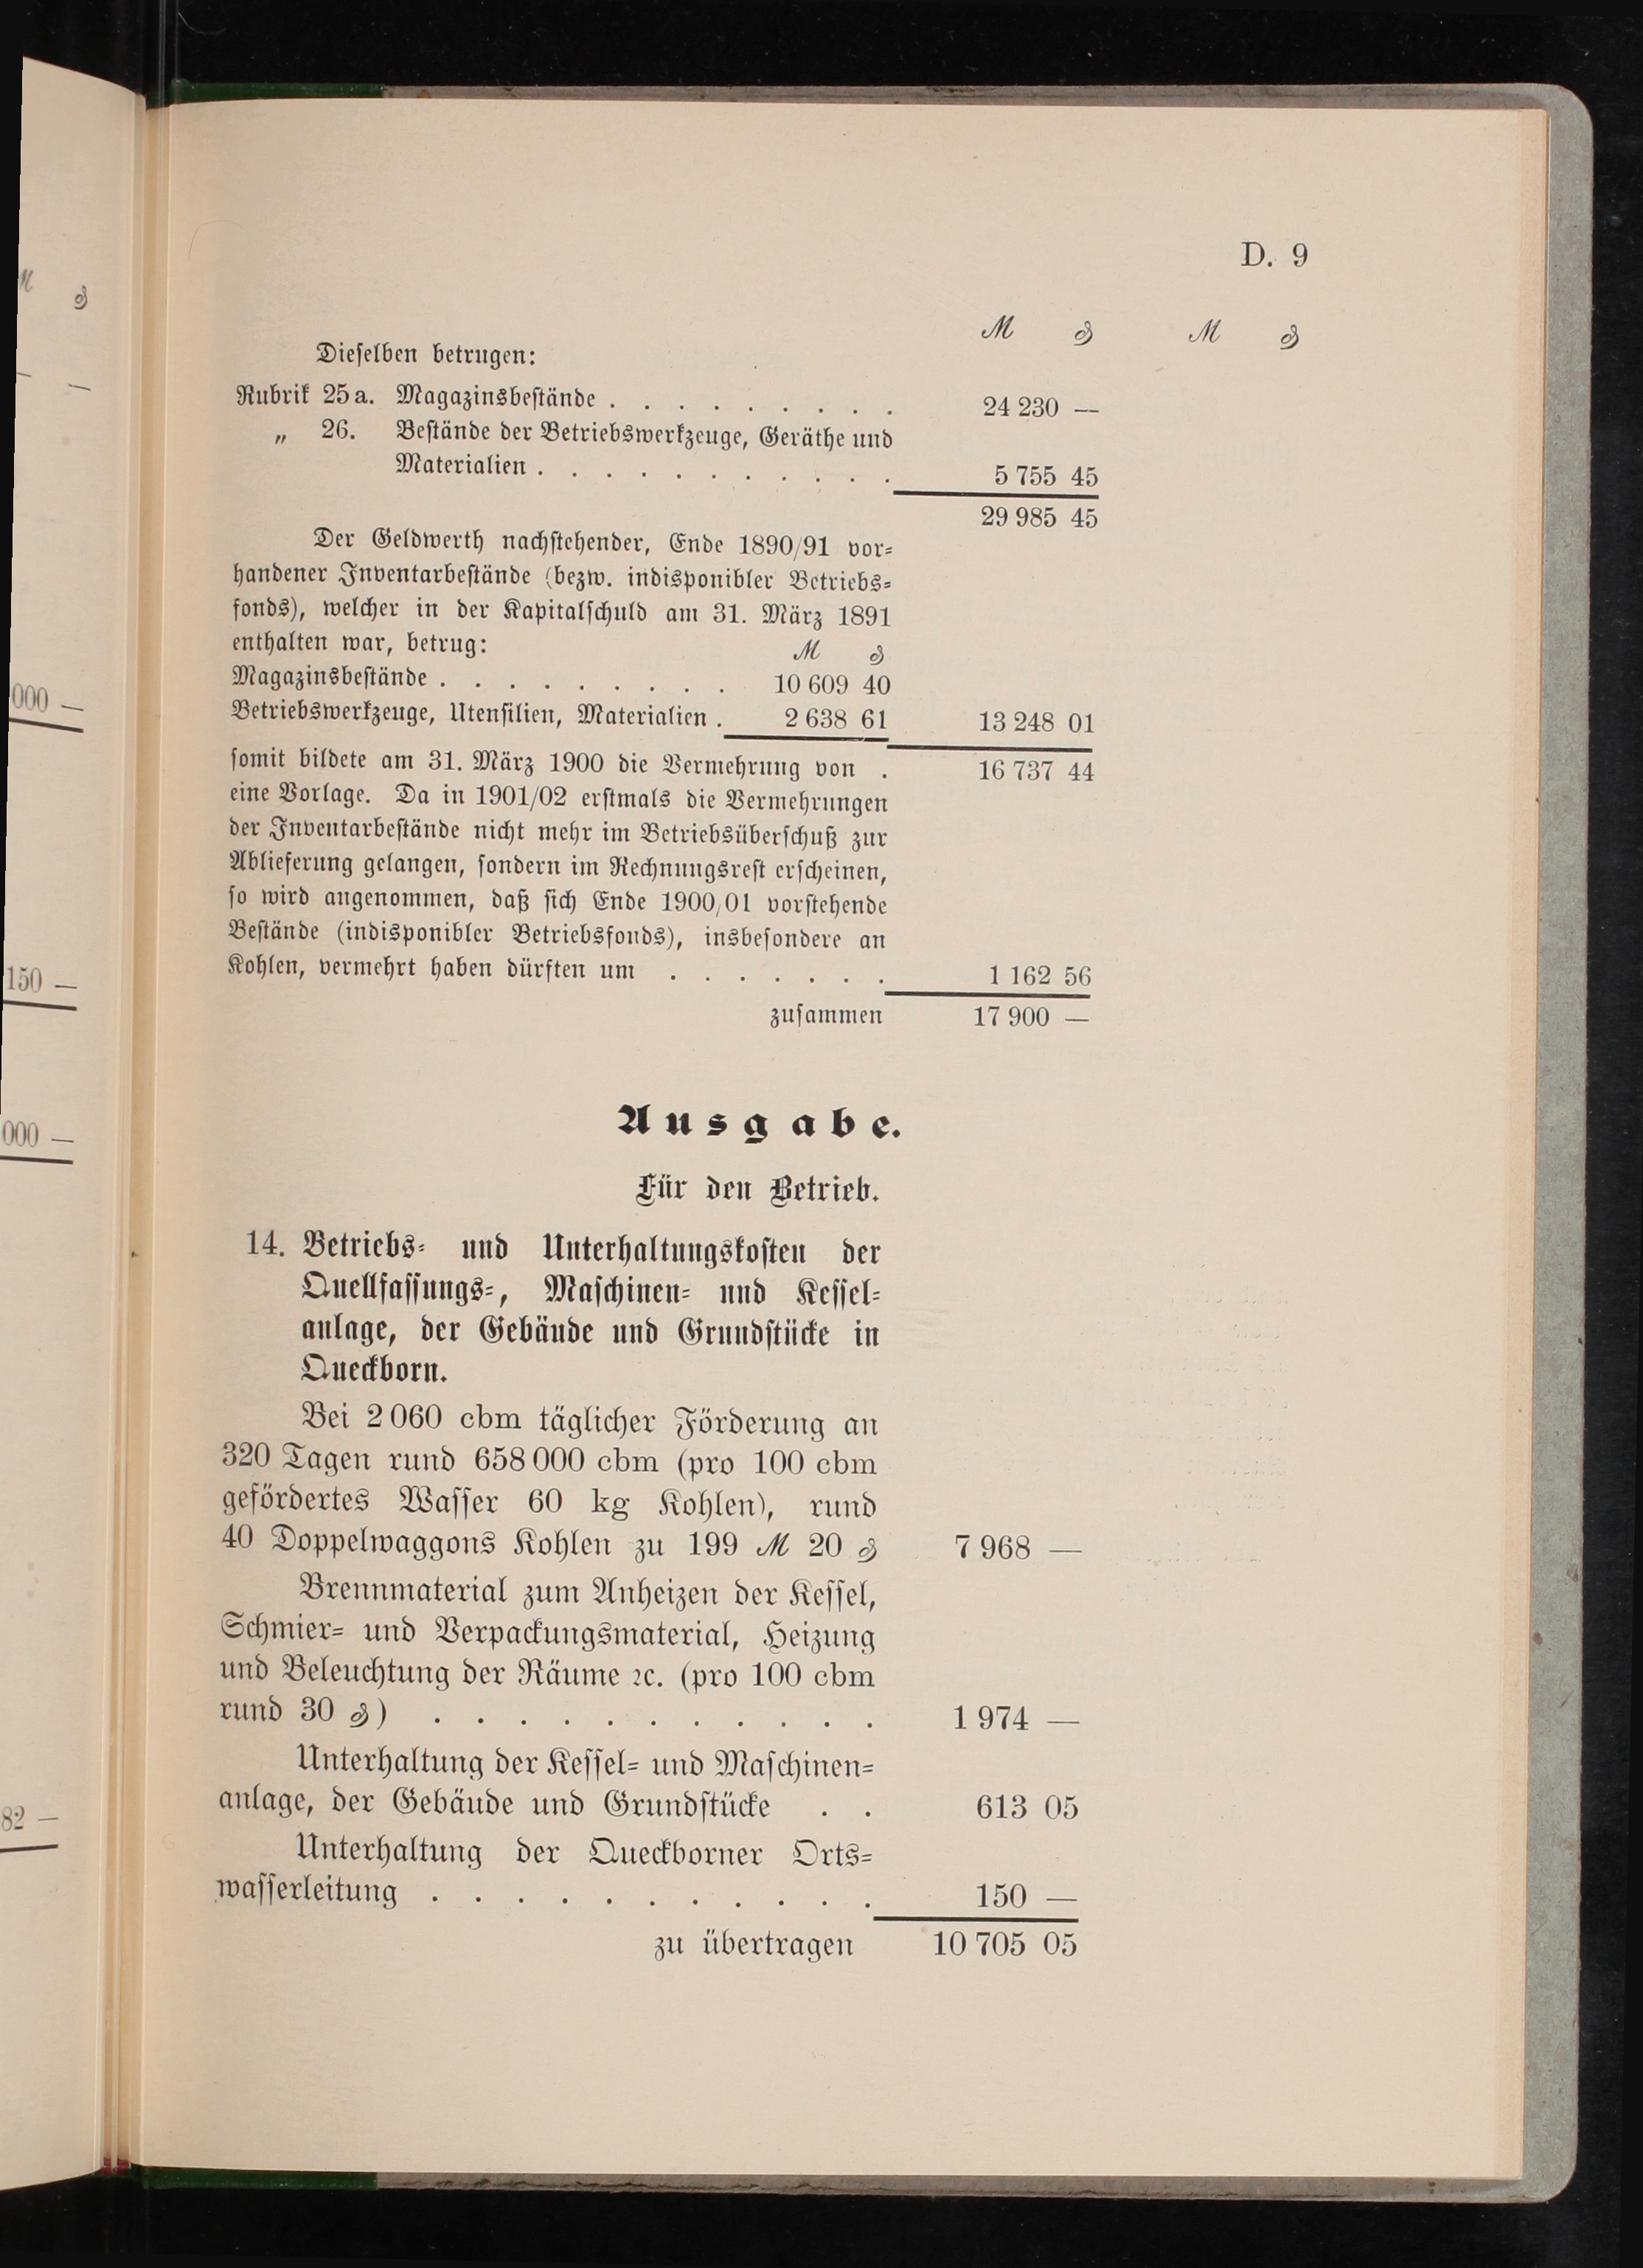 D. 9
ℳ ₰ ℳ ₰
Dieselben betrugen:
Rubrik 25a. Magazinsbestände . . . . . . . . . 24 230 —
„ 26. Bestände der Betriebswerkzeuge, Geräthe und
Materialien . . . . . . . . . . . 5 755 45
29 985 45
Der Geldwerth nachstehender, Ende 1890/91 vor-
handener Inventarbestände (bezw. indisponibler Betriebs-
fonds), welcher in der Kapitalschuld am 31. März 1891
enthalten war, betrug: ℳ ₰
Magazinsbestände . . . . . . . . . 10 609 40
Betriebswerkzeuge, Utensilien, Materialien . 2 638 61 13 248 01
somit bildete am 31. März 1900 die Vermehrung von . 16 737 44
eine Vorlage. Da in 1901/02 erstmals die Vermehrungen
der Inventarbestände nicht mehr im Betriebsüberschuß zur
Ablieferung gelangen, sondern im Rechnungsrest erscheinen,
so wird angenommen, daß sich Ende 1900/01 vorstehende
Bestände (indisponibler Betriebsfonds), insbesondere an
Kohlen, vermehrt haben dürften um . . . . . . . 1 162 56
zusammen 17 900 —
Ausgabe.
Für den Betrieb.
14. Betriebs- und Unterhaltungskosten der
Quellfassungs-, Maschinen- und Kessel-
anlage, der Gebäude und Grundstücke in
Queckborn.
Bei 2 060 cbm täglicher Förderung an
320 Tagen rund 658 000 cbm (pro 100 cbm
gefördertes Wasser 60 kg Kohlen), rund
40 Doppelwaggons Kohlen zu 199 ℳ 20 ₰ 7 968 —
Brennmaterial zum Anheizen der Kessel,
Schmier- und Verpackungsmaterial, Heizung
und Beleuchtung der Räume ꝛc. (pro 100 cbm
rund 30 ₰) . . . . . . . . . . . 1 974 —
Unterhaltung der Kessel- und Maschinen-
anlage, der Gebäude und Grundstücke . . 613 05
Unterhaltung der Queckborner Orts-
wasserleitung . . . . . . . . . . . 150 —
zu übertragen 10 705 05